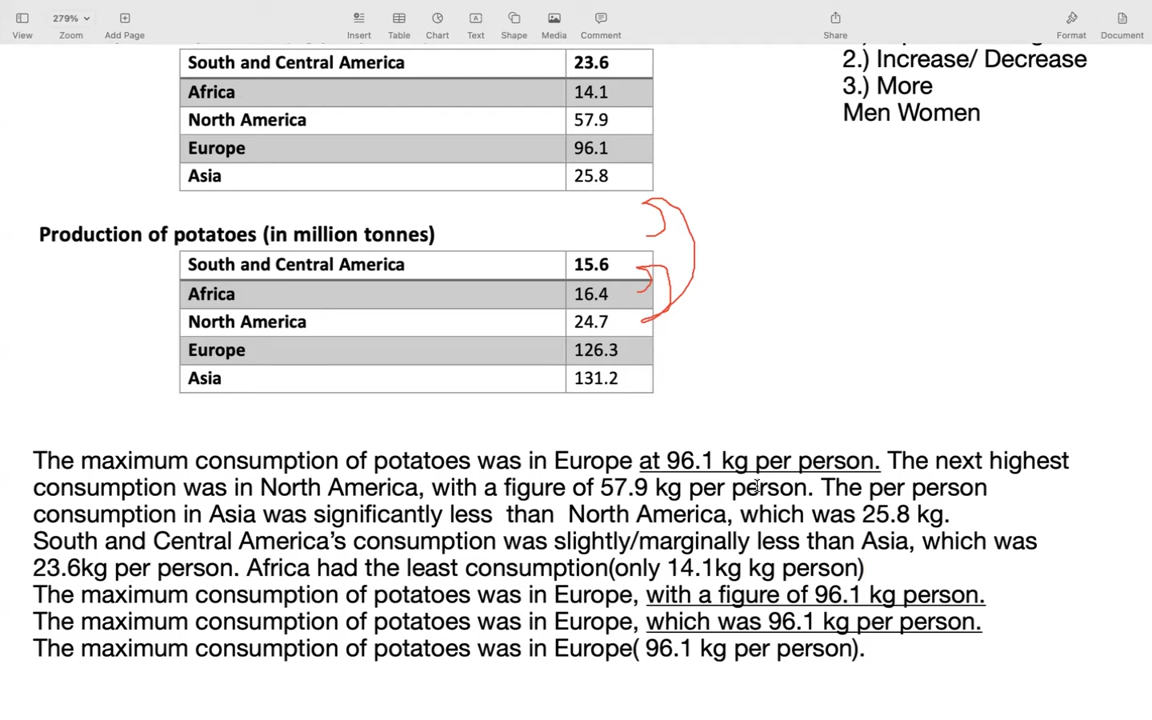 279%
View Zoom Add Page Insert Table Chart Text Shape Media Comment Share Format Document
South and Central America 23.6
Africa 14.1
North America 57.9
Europe 96.1
Asia 25.8
2.) Increase/ Decrease
3.) More
Men Women
Production of potatoes (in million tonnes)
South and Central America 15.6
Africa 16.4
North America 24.7
Europe 126.3
Asia 131.2
The maximum consumption of potatoes was in Europe at 96.1 kg per person. The next highest
consumption was in North America, with a figure of 57.9 kg per person. The per person
consumption in Asia was significantly less than North America, which was 25.8 kg.
South and Central America’s consumption was slightly/marginally less than Asia, which was
23.6kg per person. Africa had the least consumption(only 14.1kg kg person)
The maximum consumption of potatoes was in Europe, with a figure of 96.1 kg person.
The maximum consumption of potatoes was in Europe, which was 96.1 kg per person.
The maximum consumption of potatoes was in Europe( 96.1 kg per person).